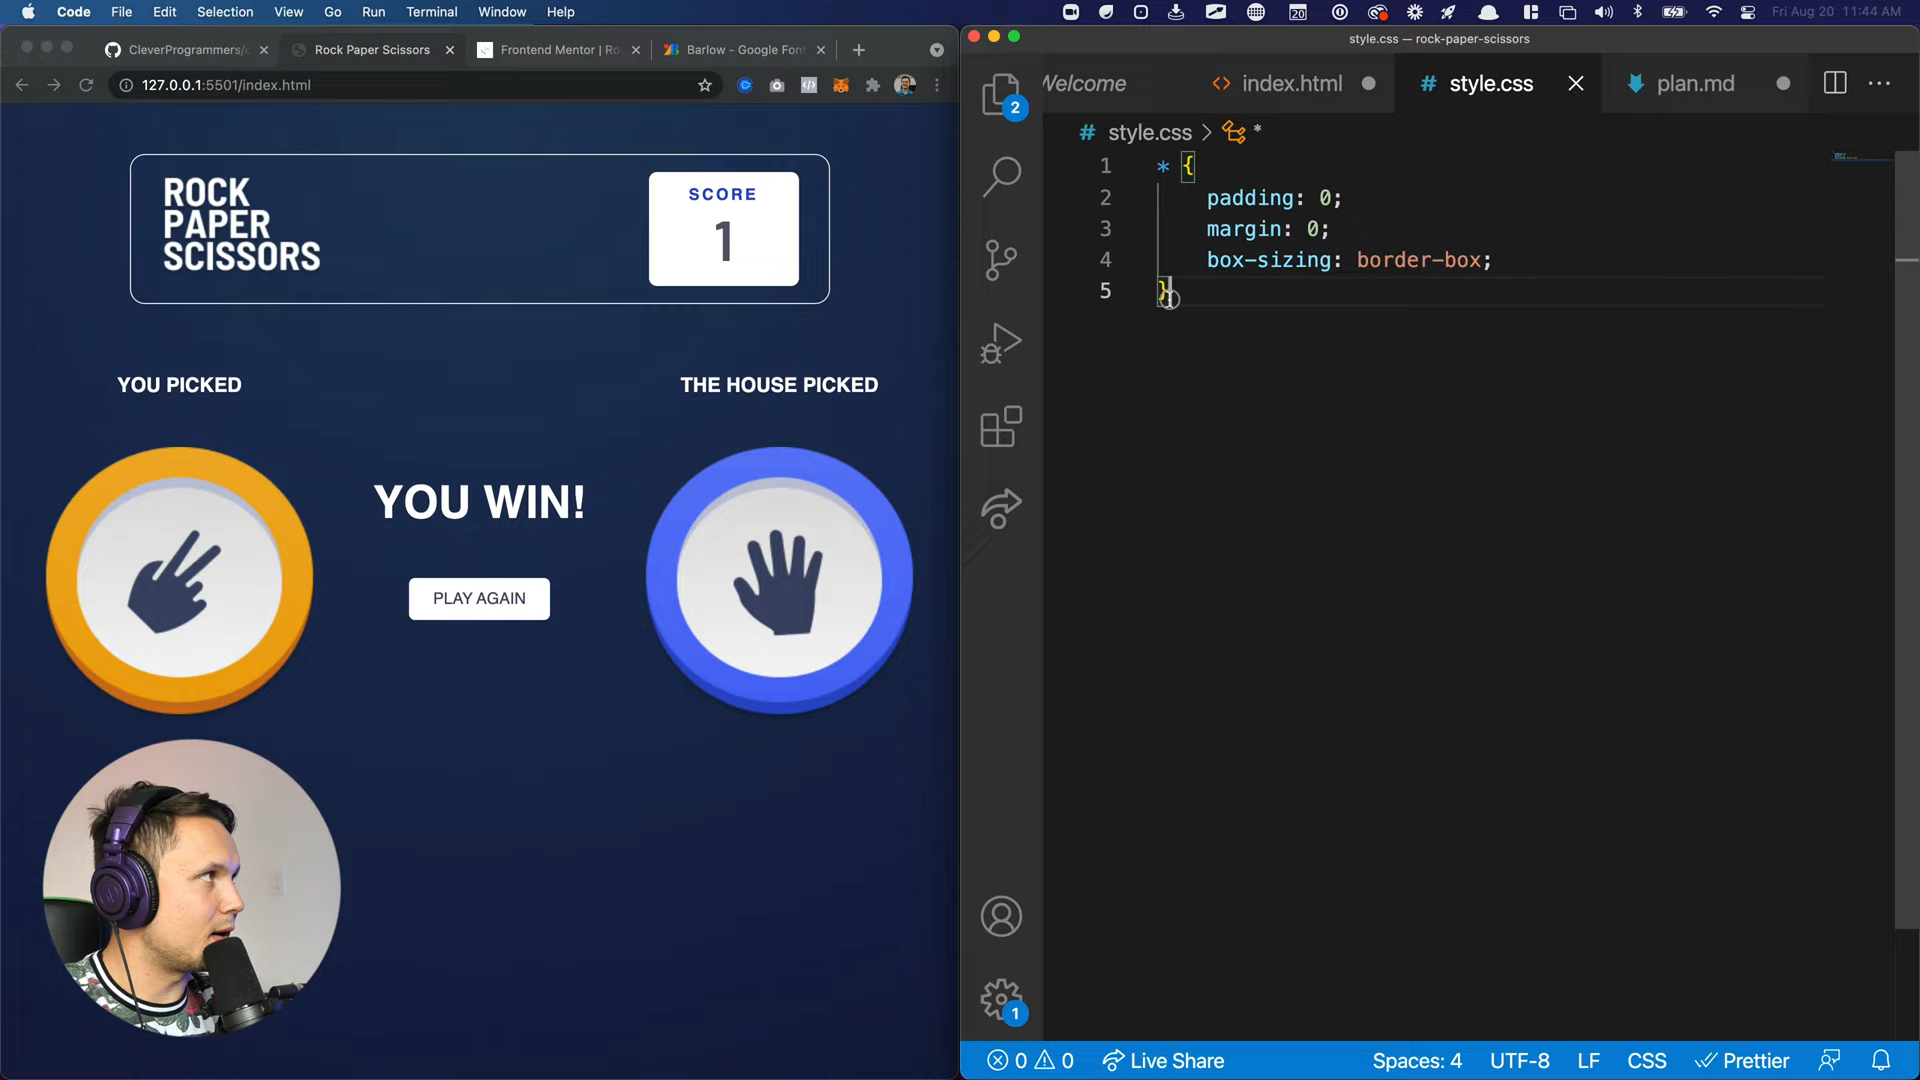 Code File Edit Selection View Go Run Terminal Window Help
20
Fri Aug 20 11:44 AM
CleverProgrammers/
Rock Paper Scissors
Frontend Mentor | Ro
Barlow - Google Font
127.0.0.1:5501/index.html
ROCK
PAPER
SCISSORS
SCORE
1
YOU PICKED
THE HOUSE PICKED
YOU WIN!
PLAY AGAIN
style.css — rock-paper-scissors
Welcome
index.html
# style.css
plan.md
2
# style.css > *
1 * {
2 padding: 0;
3 margin: 0;
4 box-sizing: border-box;
5 }
1
0 0 Live Share Spaces: 4 UTF-8 LF CSS Prettier